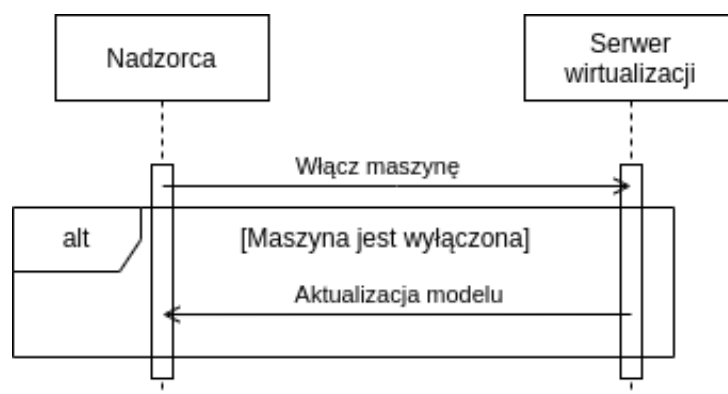 Nadzorca
Serwer
wirtualizacji
Włącz maszynę
alt
[Maszyna jest wyłączona]
Aktualizacja modelu